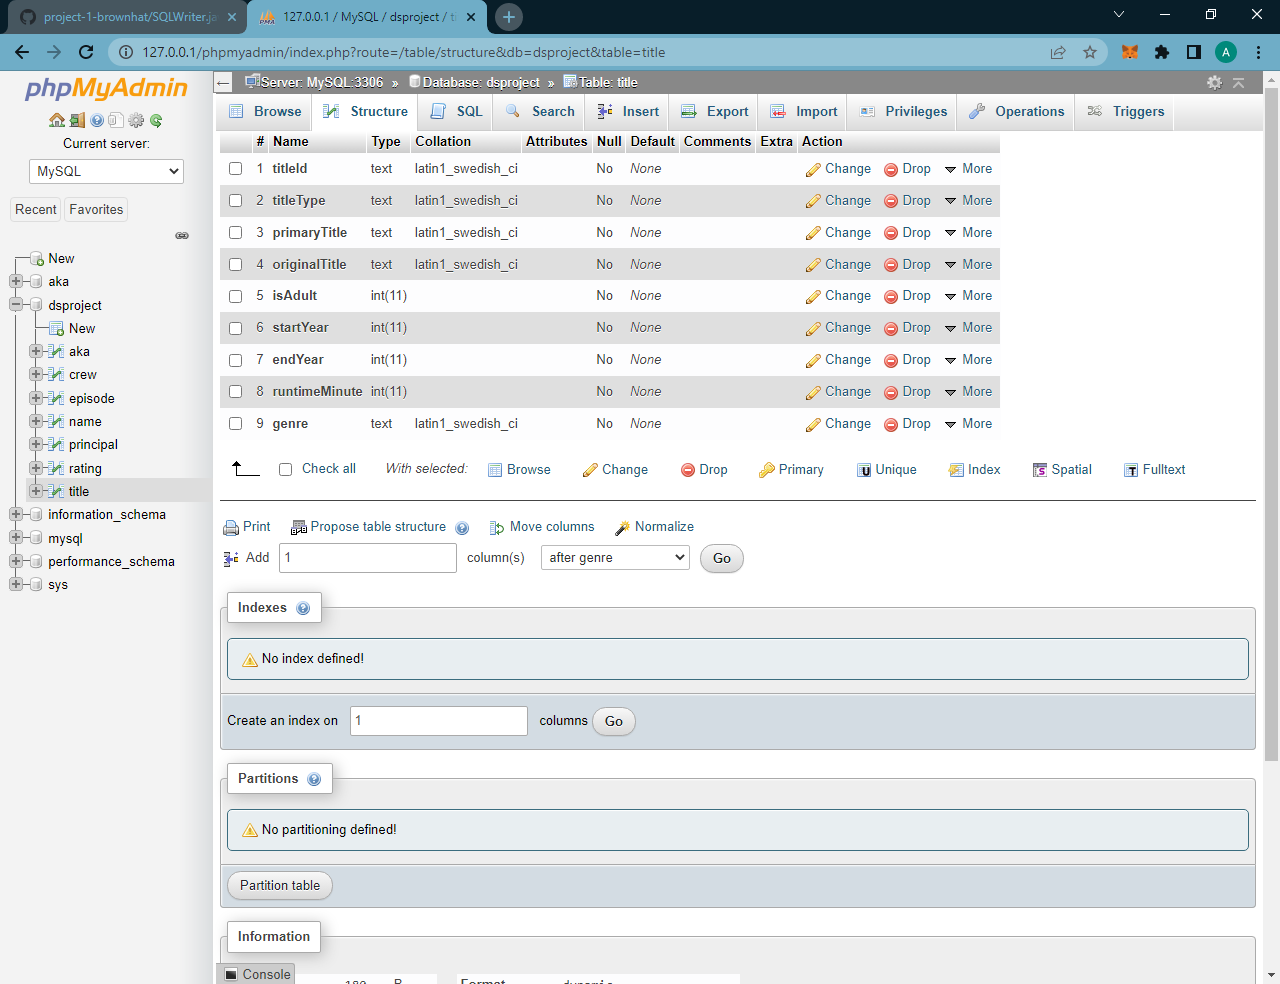 project-1-brownhat/SQLWriter.ja
127.0.0.1 / MySQL / dsproject / ti
127.0.0.1/phpmyadmin/index.php?route=/table/structure&db=dsproject&table=title
A
phpMyAdmin
Current server:
MySQL
Recent Favorites
New
aka
dsproject
New
aka
crew
episode
name
principal
rating
title
information_schema
mysql
performance_schema
sys
Server: MySQL:3306 » Database: dsproject » Table: title
Browse Structure SQL Search Insert Export Import Privileges Operations Triggers
# Name Type Collation Attributes Null Default Comments Extra Action
1 titleId text latin1_swedish_ci No None Change Drop More
2 titleType text latin1_swedish_ci No None Change Drop More
3 primaryTitle text latin1_swedish_ci No None Change Drop More
4 originalTitle text latin1_swedish_ci No None Change Drop More
5 isAdult int(11) No None Change Drop More
6 startYear int(11) No None Change Drop More
7 endYear int(11) No None Change Drop More
8 runtimeMinute int(11) No None Change Drop More
9 genre text latin1_swedish_ci No None Change Drop More
Check all With selected: Browse Change Drop Primary Unique Index Spatial Fulltext
Print Propose table structure Move columns Normalize
Add 1 column(s) after genre Go
Indexes
No index defined!
Create an index on 1 columns Go
Partitions
No partitioning defined!
Partition table
Information
Console
Format dynamic